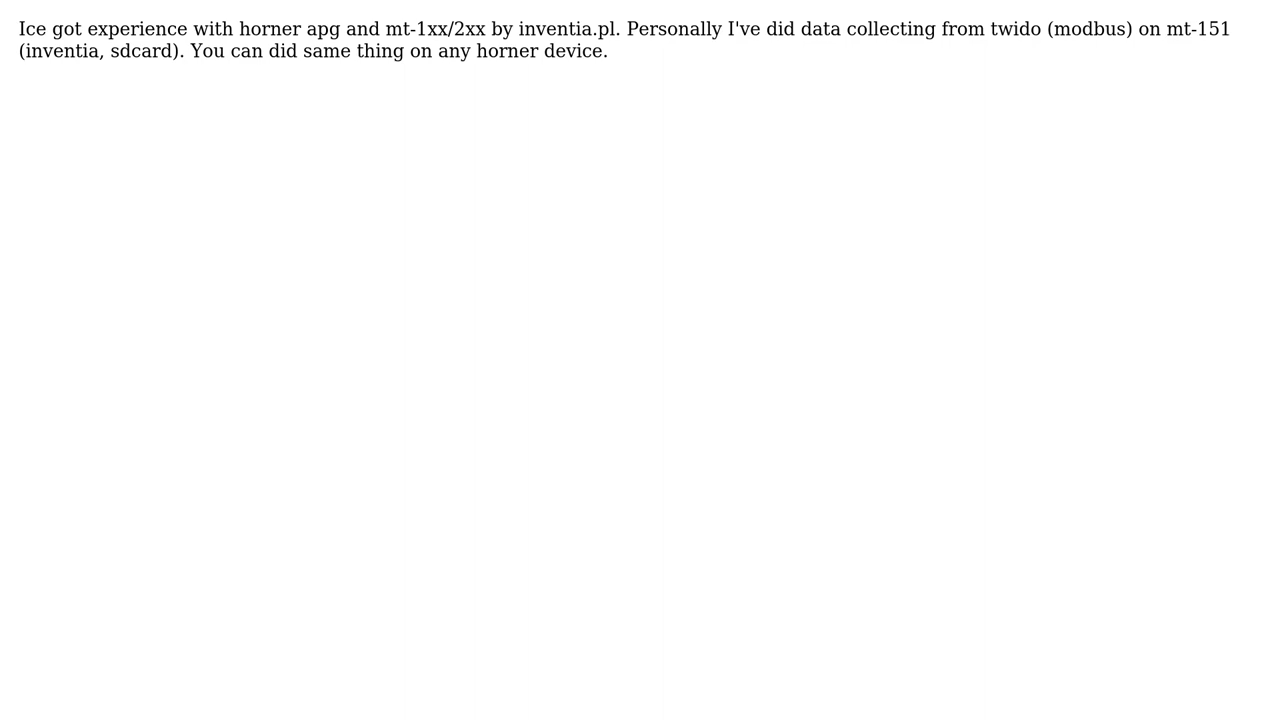 Ice got experience with horner apg and mt-1xx/2xx by inventia.pl. Personally I've did data collecting from twido (modbus) on mt-151
(inventia, sdcard). You can did same thing on any horner device.